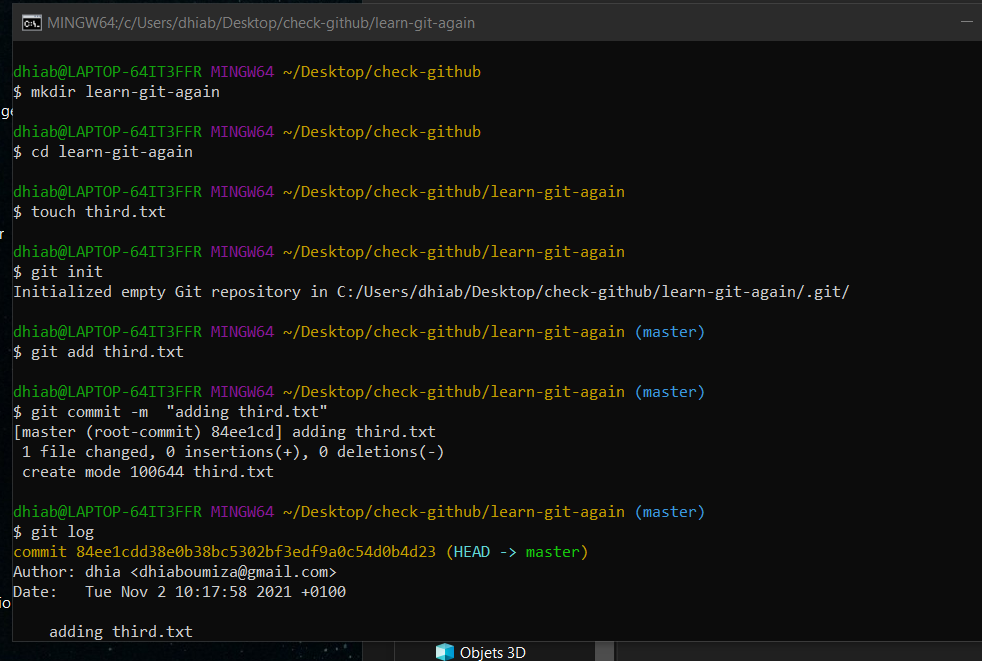 MINGW64:/c/Users/dhiab/Desktop/check-github/learn-git-again
dhiab@LAPTOP-64IT3FFR MINGW64 ~/Desktop/check-github
$ mkdir learn-git-again
dhiab@LAPTOP-64IT3FFR MINGW64 ~/Desktop/check-github
$ cd learn-git-again
dhiab@LAPTOP-64IT3FFR MINGW64 ~/Desktop/check-github/learn-git-again
$ touch third.txt
dhiab@LAPTOP-64IT3FFR MINGW64 ~/Desktop/check-github/learn-git-again
$ git init
Initialized empty Git repository in C:/Users/dhiab/Desktop/check-github/learn-git-again/.git/
dhiab@LAPTOP-64IT3FFR MINGW64 ~/Desktop/check-github/learn-git-again (master)
$ git add third.txt
dhiab@LAPTOP-64IT3FFR MINGW64 ~/Desktop/check-github/learn-git-again (master)
$ git commit -m  "adding third.txt"
[master (root-commit) 84ee1cd] adding third.txt
 1 file changed, 0 insertions(+), 0 deletions(-)
 create mode 100644 third.txt
dhiab@LAPTOP-64IT3FFR MINGW64 ~/Desktop/check-github/learn-git-again (master)
$ git log
commit 84ee1cdd38e0b38bc5302bf3edf9a0c54d0b4d23 (HEAD -> master)
Author: dhia <dhiaboumiza@gmail.com>
Date:   Tue Nov 2 10:17:58 2021 +0100
    adding third.txt
Objets 3D